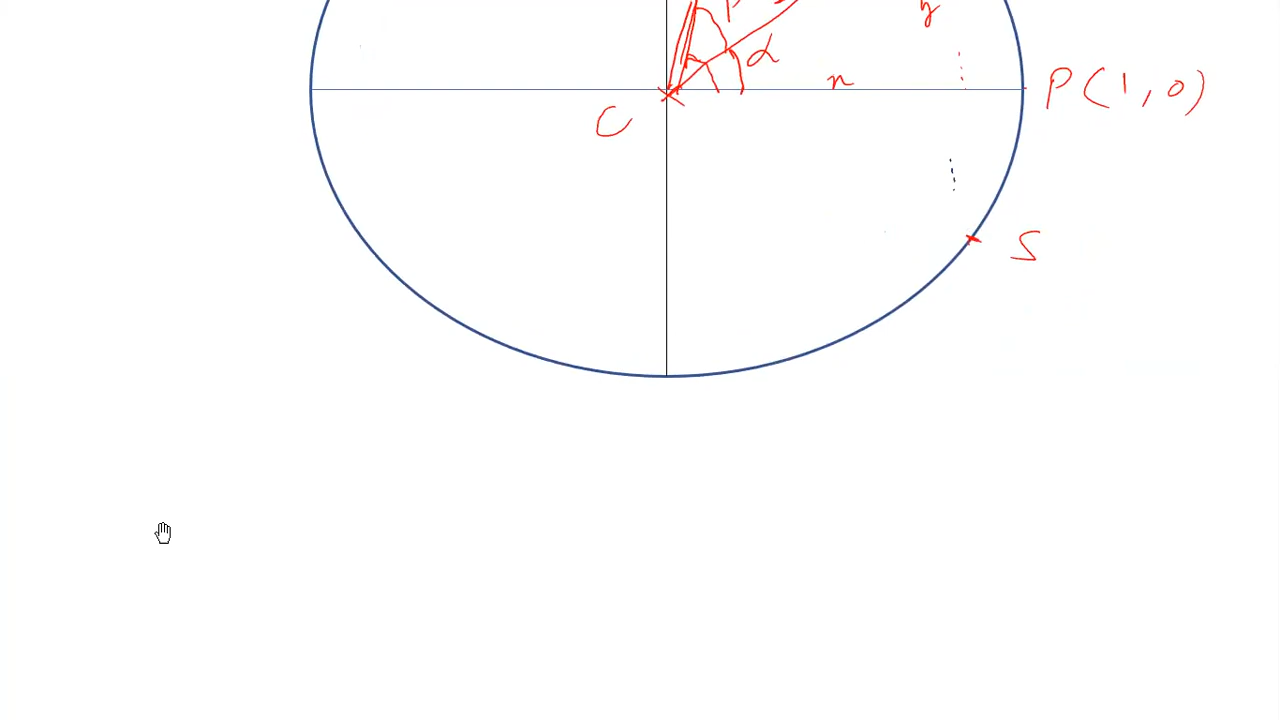 y
α
x
P(1,0)
C
S